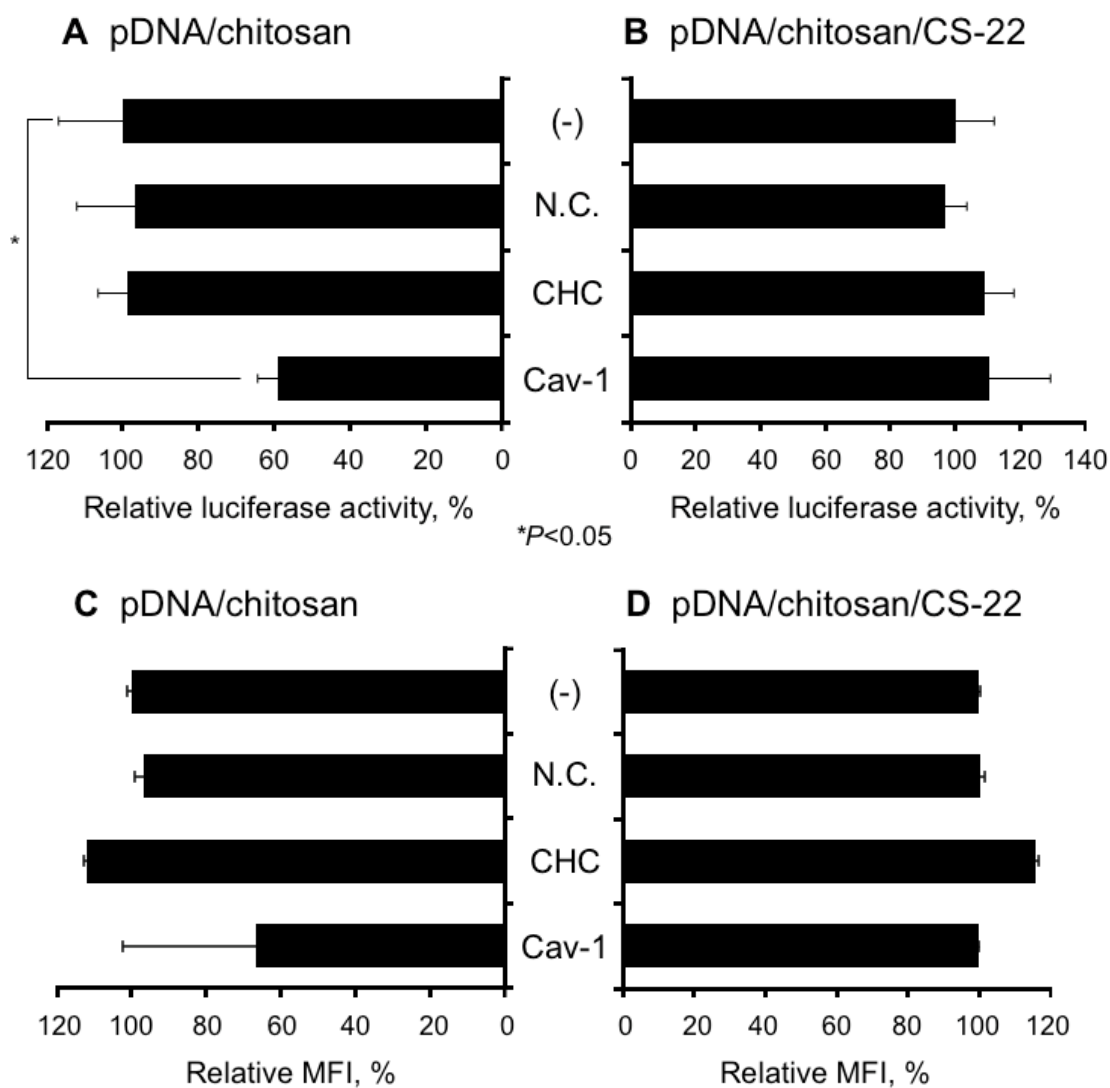 A pDNA/chitosan
B pDNA/chitosan/CS-22
(-)
N.C.
*
CHC
Cav-1
120 100 80 60 40 20 0
0 20 40 60 80 100 120 140
Relative luciferase activity, %
Relative luciferase activity, %
*P<0.05
C pDNA/chitosan
D pDNA/chitosan/CS-22
(-)
N.C.
CHC
Cav-1
120 100 80 60 40 20 0
0 20 40 60 80 100 120
Relative MFI, %
Relative MFI, %